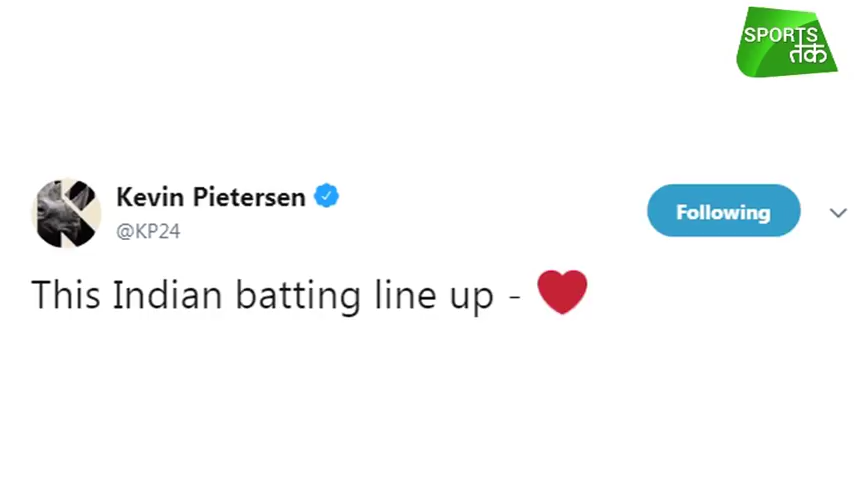 SPORTS
तक
Kevin Pietersen
@KP24
Following
This Indian batting line up - ❤